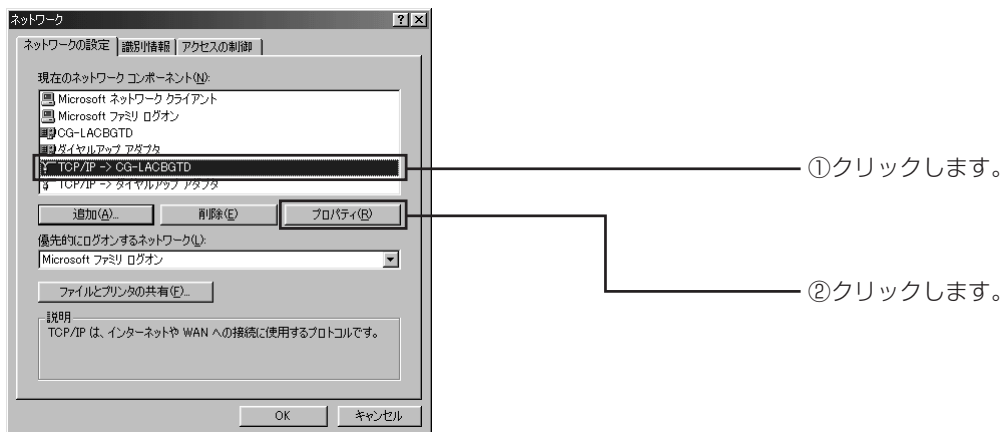 ネットワーク
ネットワークの設定 識別情報 アクセスの制御
現在のネットワーク コンポーネント(N):
Microsoft ネットワーク クライアント
Microsoft ファミリ ログオン
CG-LACBGTD
ダイヤルアップ アダプタ
TCP/IP -> CG-LACBGTD
TCP/IP -> ダイヤルアップ アダプタ
①クリックします。
追加(A)... 削除(E) プロパティ(R)
優先的にログオンするネットワーク(L):
Microsoft ファミリ ログオン
ファイルとプリンタの共有(F)...
②クリックします。
説明
TCP/IP は、インターネットや WAN への接続に使用するプロトコルです。
OK キャンセル